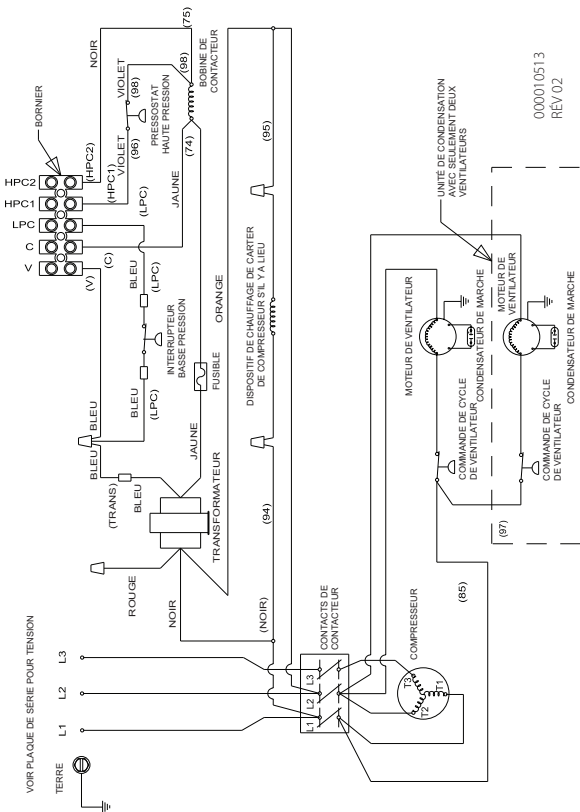 VOIR PLAQUE DE SÉRIE POUR TENSION
TERRE
L1
L2
L3
ROUGE
NOIR
(NOIR)
TRANSFORMATEUR
(TRANS)
BLEU
BLEU
BLEU
JAUNE
FUSIBLE
ORANGE
BLEU
(LPC)
INTERRUPTEUR
BASSE PRESSION
BLEU
(LPC)
(LPC)
(V)
(C)
V
C
LPC
HPC1
HPC2
BORNIER
(HPC2)
(HPC1)
NOIR
(75)
VIOLET
(96)
PRESSOSTAT
HAUTE PRESSION
VIOLET
(98)
(98)
JAUNE
(74)
BOBINE DE
CONTACTEUR
(94)
DISPOSITIF DE CHAUFFAGE DE CARTER
DE COMPRESSEUR S'IL Y A LIEU
(95)
CONTACTS DE
CONTACTEUR
L1
L2
L3
COMPRESSEUR
T3
T2
T1
(85)
(97)
COMMANDE DE CYCLE
DE VENTILATEUR
MOTEUR DE VENTILATEUR
CONDENSATEUR DE MARCHE
COMMANDE DE CYCLE
DE VENTILATEUR
MOTEUR DE
VENTILATEUR
CONDENSATEUR DE MARCHE
UNITÉ DE CONDENSATION
AVEC SEULEMENT DEUX
VENTILATEURS
000010513
RÉV 02